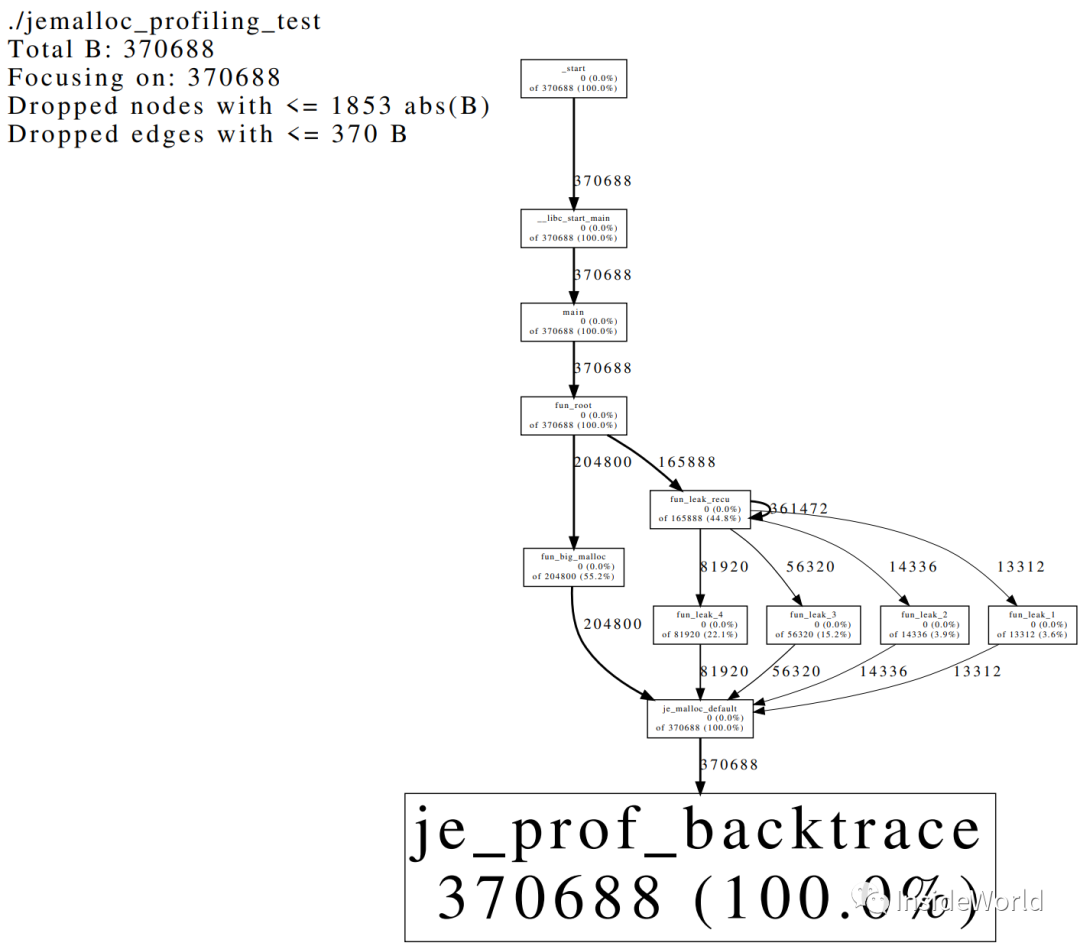 ./jemalloc_profiling_test
Total B: 370688
Focusing on: 370688
Dropped nodes with <= 1853 abs(B)
Dropped edges with <= 370 B
_start
0 (0.0%)
of 370688 (100.0%)
370688
__libc_start_main
0 (0.0%)
of 370688 (100.0%)
370688
main
0 (0.0%)
of 370688 (100.0%)
370688
fun_root
0 (0.0%)
of 370688 (100.0%)
204800
165888
fun_leak_recu
0 (0.0%)
of 165888 (44.8%)
361472
fun_big_malloc
0 (0.0%)
of 204800 (55.2%)
81920
56320
14336
13312
fun_leak_4
0 (0.0%)
of 81920 (22.1%)
fun_leak_3
0 (0.0%)
of 56320 (15.2%)
fun_leak_2
0 (0.0%)
of 14336 (3.9%)
fun_leak_1
0 (0.0%)
of 13312 (3.6%)
204800
81920
56320
14336
13312
je_malloc_default
0 (0.0%)
of 370688 (100.0%)
370688
je_prof_backtrace
370688 (100.0%)
InsideWorld